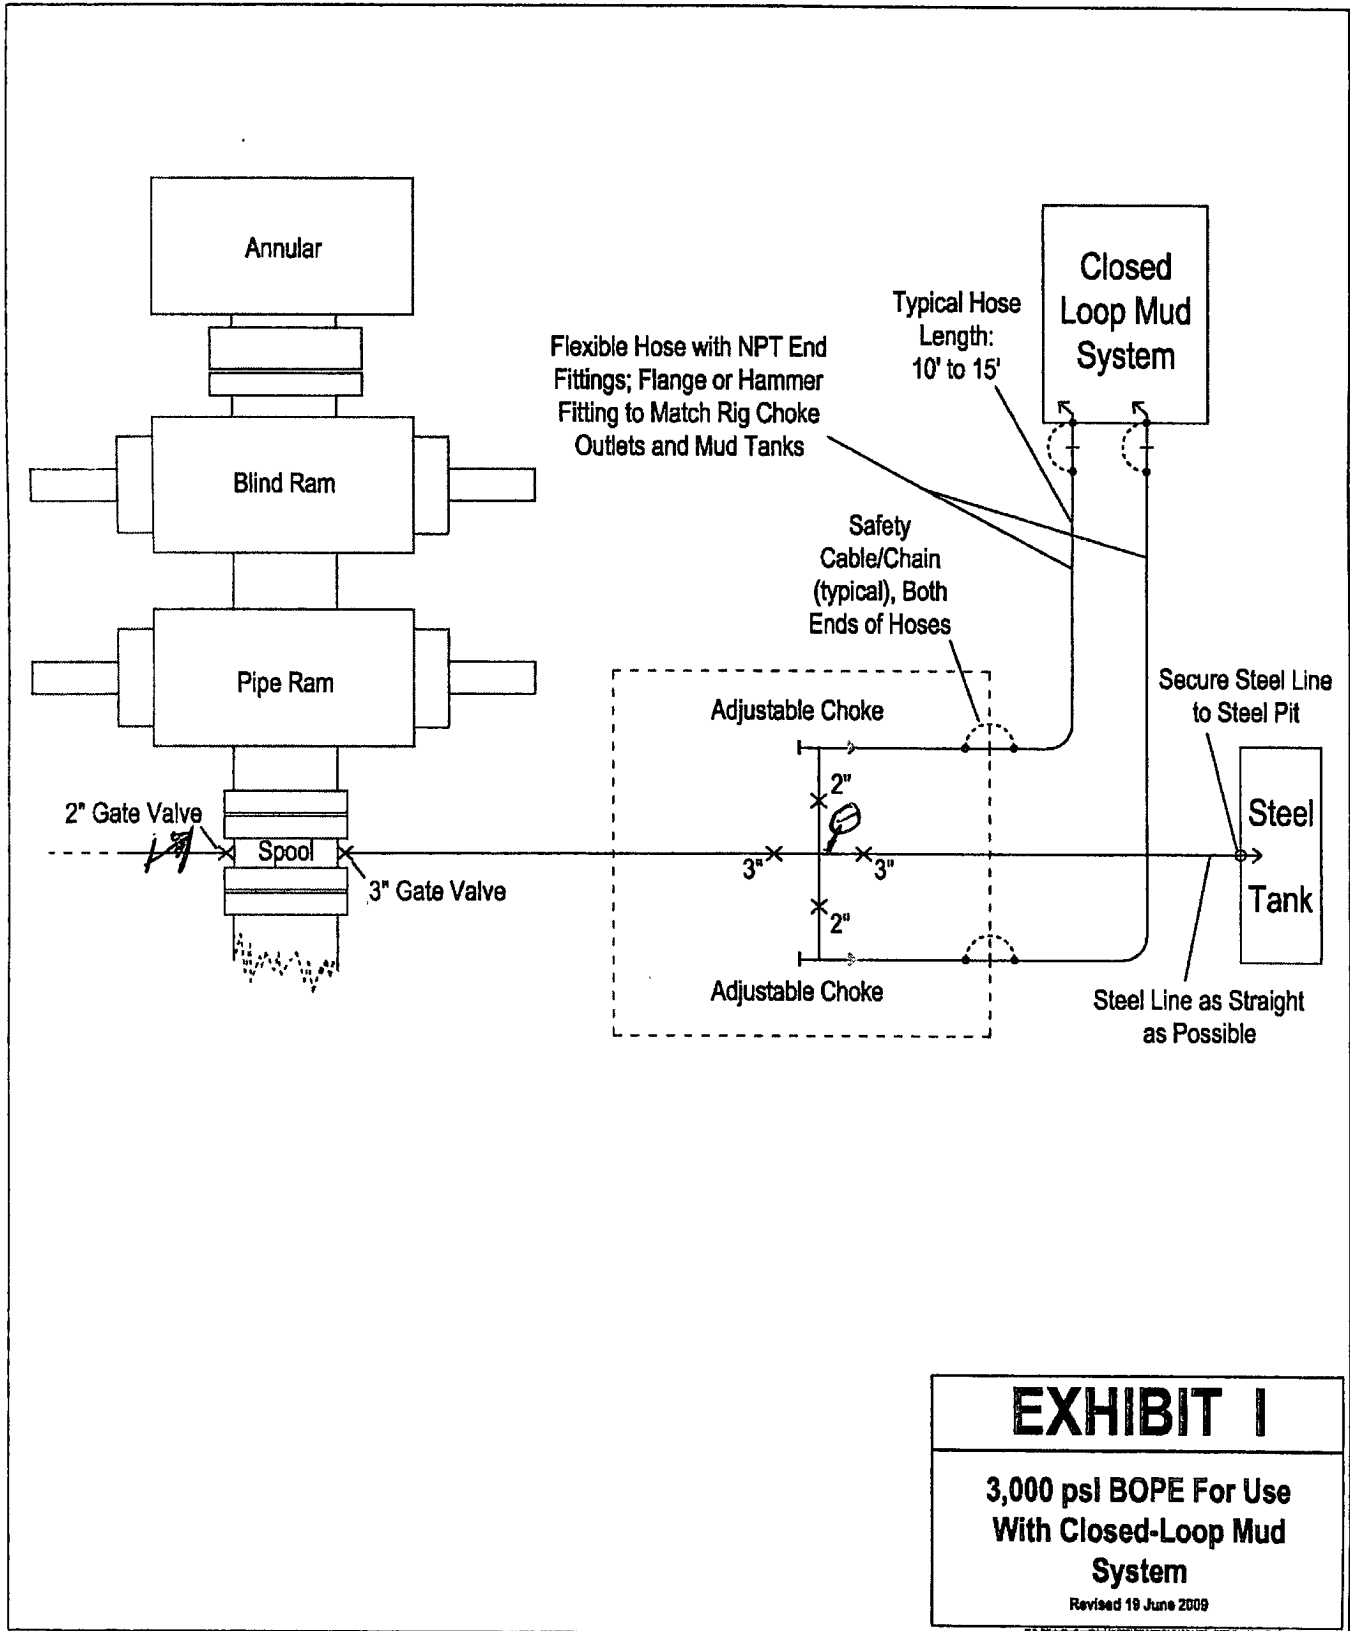 Annular
Closed
Loop Mud
System
Typical Hose
Length:
10' to 15'
Flexible Hose with NPT End
Fittings; Flange or Hammer
Fitting to Match Rig Choke
Outlets and Mud Tanks
Blind Ram
Safety
Cable/Chain
(typical), Both
Ends of Hoses
Pipe Ram
Secure Steel Line
to Steel Pit
Adjustable Choke
2"
2" Gate Valve
Spool
3" Gate Valve
3"
3"
2"
Steel
Tank
Adjustable Choke
Steel Line as Straight
as Possible
EXHIBIT I
3,000 psi BOPE For Use
With Closed-Loop Mud
System
Revised 19 June 2009